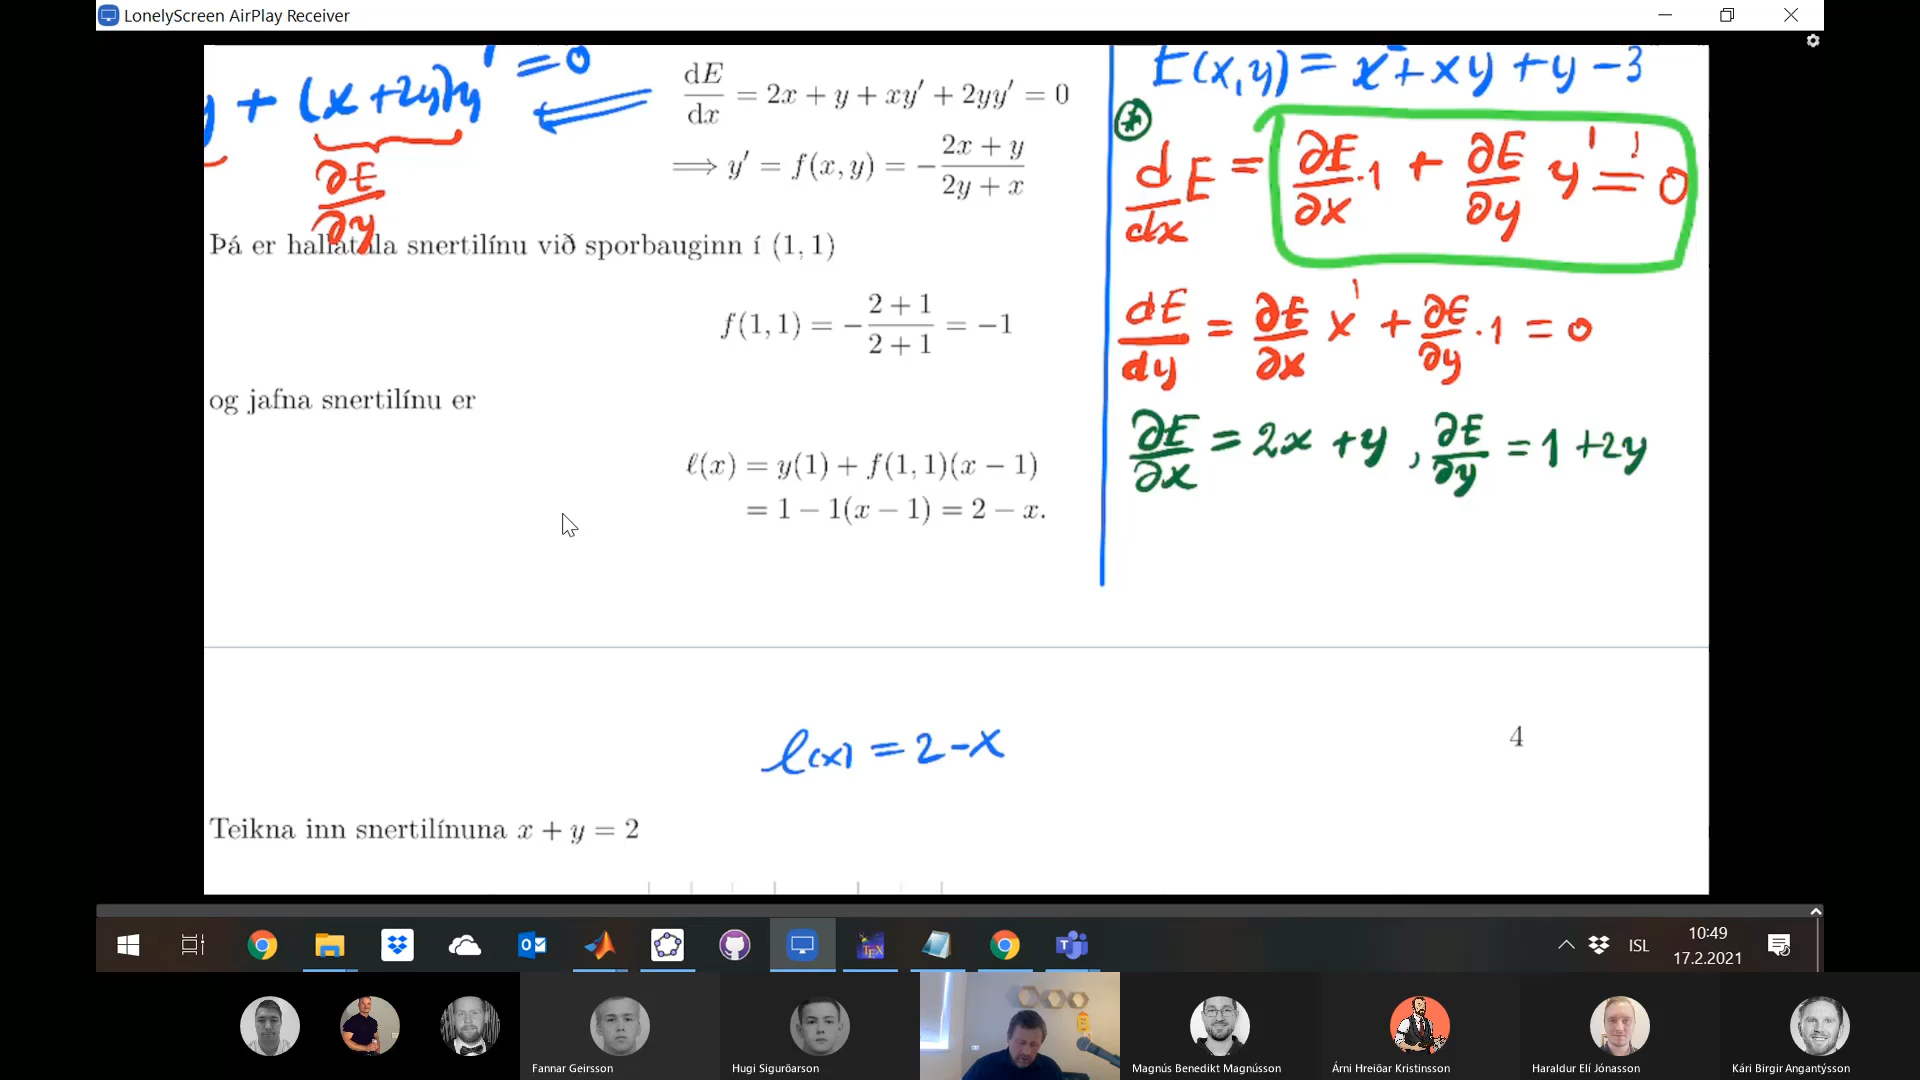 LonelyScreen AirPlay Receiver
y + (x + 2y)y' = 0
∂E/∂y
dE/dx = 2x + y + xy′ + 2yy′ = 0
⟹ y′ = f(x, y) = −(2x + y)/(2y + x)
Þá er hallatala snertilínu við sporbauginn í (1, 1)
f(1, 1) = −(2 + 1)/(2 + 1) = −1
og jafna snertilínu er
ℓ(x) = y(1) + f(1, 1)(x − 1)
= 1 − 1(x − 1) = 2 − x.
E(x,y) = x² + xy + y − 3
d/dx E = ∂E/∂x · 1 + ∂E/∂y y' = 0
dE/dy = ∂E/∂x x' + ∂E/∂y · 1 = 0
∂E/∂x = 2x + y , ∂E/∂y = 1 + 2y
4
l(x) = 2 - x
Teikna inn snertilínuna x + y = 2
ISL
10:49
17.2.2021
Fannar Geirsson
Hugi Sigurðarson
Magnús Benedikt Magnússon
Árni Hreiðar Kristinsson
Haraldur Elí Jónasson
Kári Birgir Angantýsson